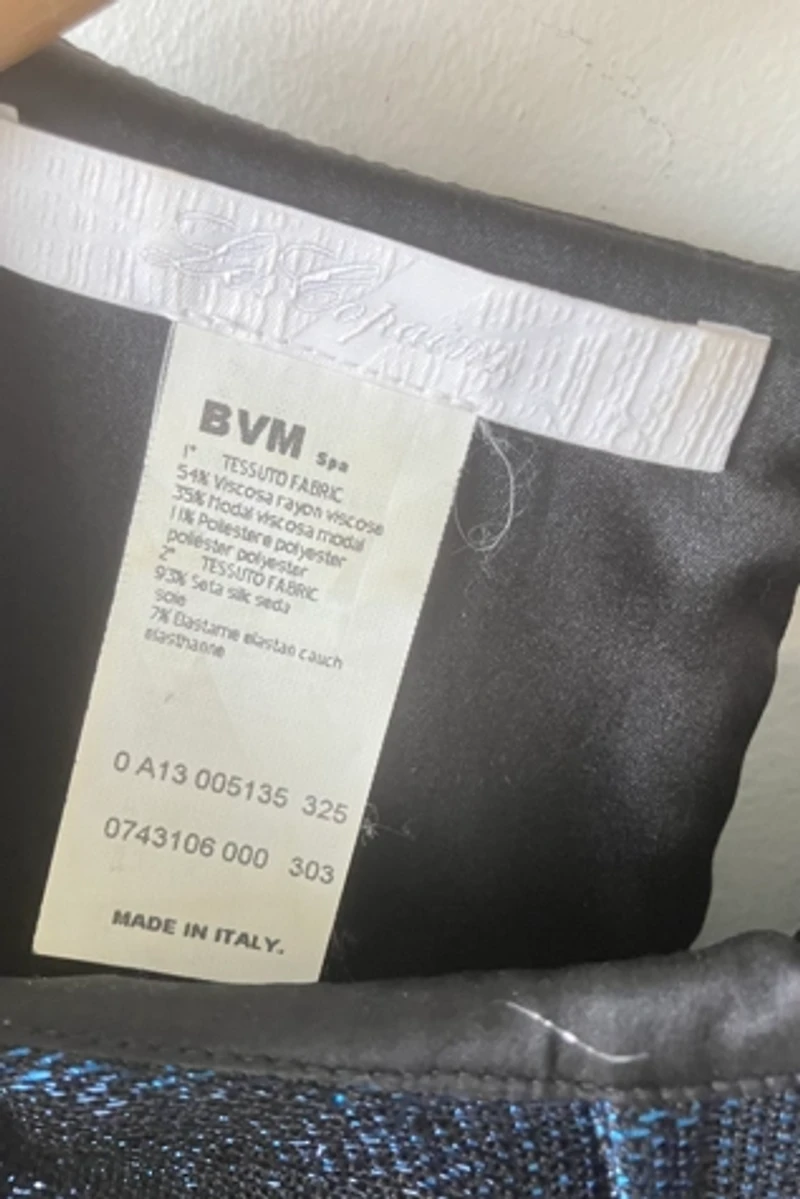 BVM Spa
1° TESSUTO FABRIC
54% Viscosa rayon viscose
35% Modal viscosa modal
11% Poliestere polyester
poliéster polyester
2° TESSUTO FABRIC
93% Seta silk seda
soie
7% Elastame elastan cauch
elasthanne
0 A13 005135 325
0743106 000 303
MADE IN ITALY.